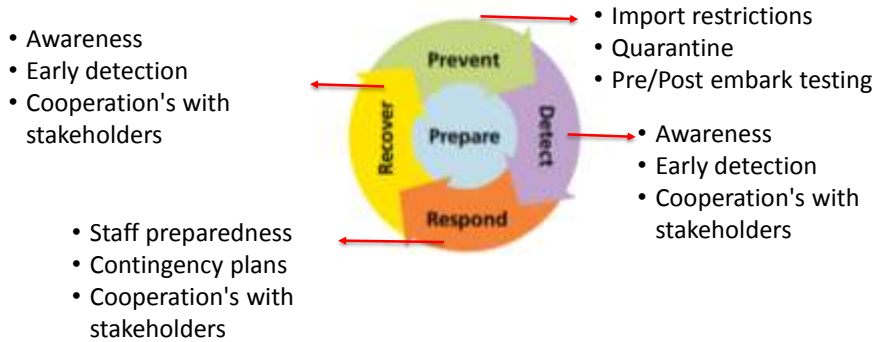 • Import restrictions
• Quarantine
• Pre/Post embark testing
• Awareness
• Early detection
• Cooperation's with
stakeholders
Prevent
Recover
Prepare
Detect
Respond
• Awareness
• Early detection
• Cooperation's with
stakeholders
• Staff preparedness
• Contingency plans
• Cooperation's with
stakeholders